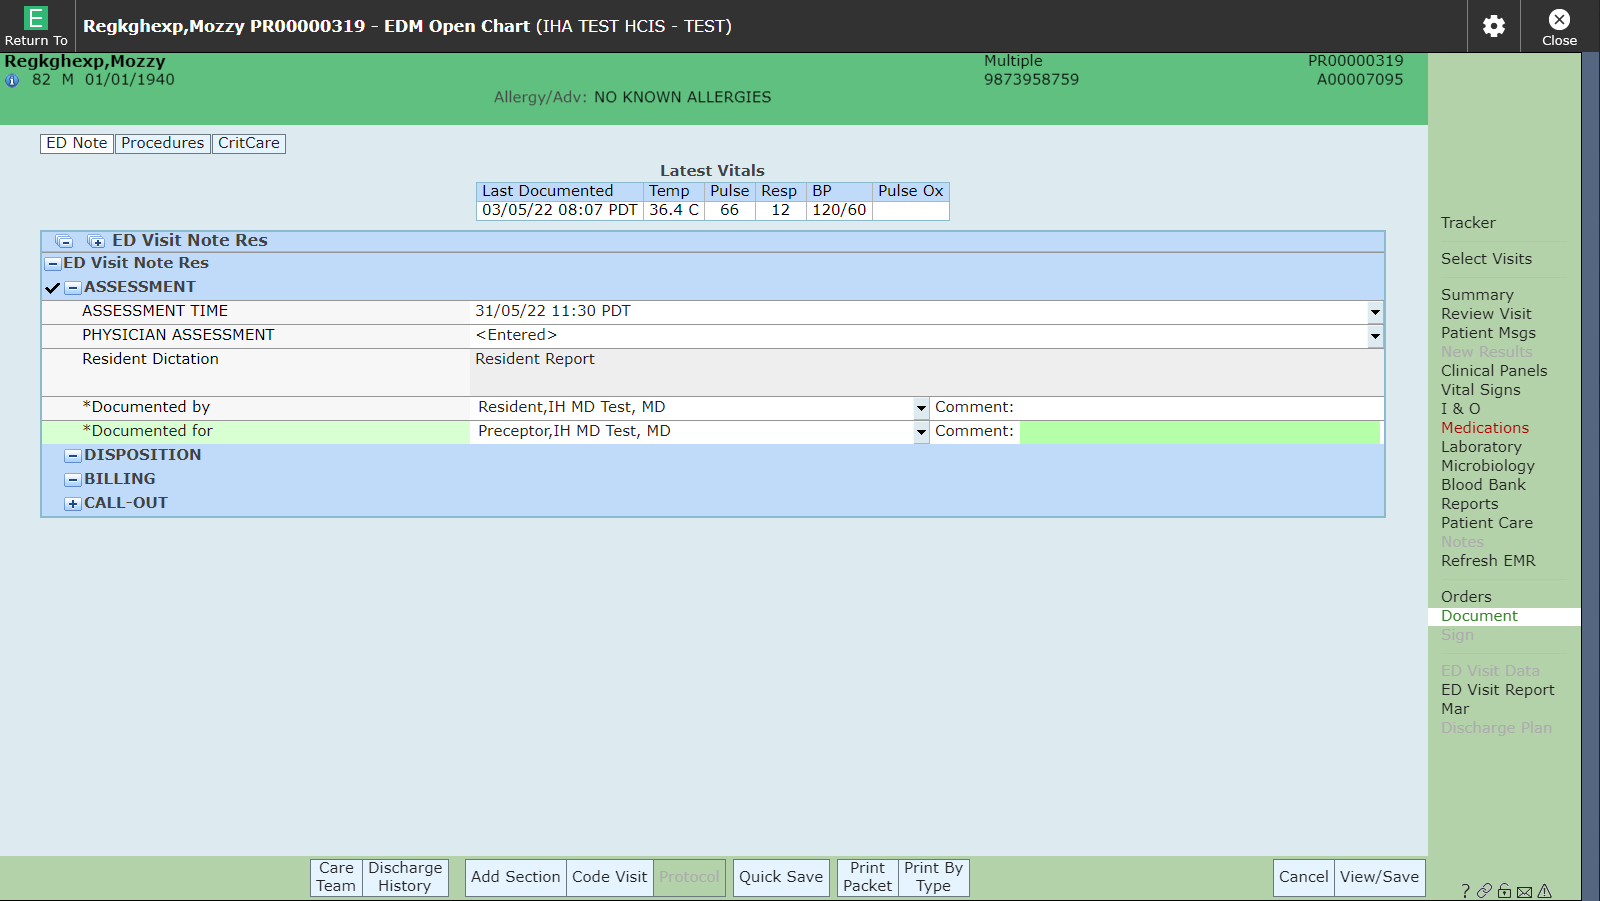 E
Return To
Regkghexp,Mozzy PR00000319 - EDM Open Chart (IHA TEST HCIS - TEST)
Close
Regkghexp,Mozzy
82 M 01/01/1940
Multiple
9873958759
PR00000319
A00007095
Allergy/Adv: NO KNOWN ALLERGIES
ED Note Procedures CritCare
Latest Vitals
Last Documented Temp Pulse Resp BP Pulse Ox
03/05/22 08:07 PDT 36.4 C 66 12 120/60
ED Visit Note Res
ED Visit Note Res
ASSESSMENT
ASSESSMENT TIME 31/05/22 11:30 PDT
PHYSICIAN ASSESSMENT <Entered>
Resident Dictation Resident Report
*Documented by Resident,IH MD Test, MD Comment:
*Documented for Preceptor,IH MD Test, MD Comment:
DISPOSITION
BILLING
CALL-OUT
Tracker
Select Visits
Summary
Review Visit
Patient Msgs
New Results
Clinical Panels
Vital Signs
I & O
Medications
Laboratory
Microbiology
Blood Bank
Reports
Patient Care
Notes
Refresh EMR
Orders
Document
Sign
ED Visit Data
ED Visit Report
Mar
Discharge Plan
Care Team
Discharge History
Add Section
Code Visit
Protocol
Quick Save
Print Packet
Print By Type
Cancel
View/Save
?